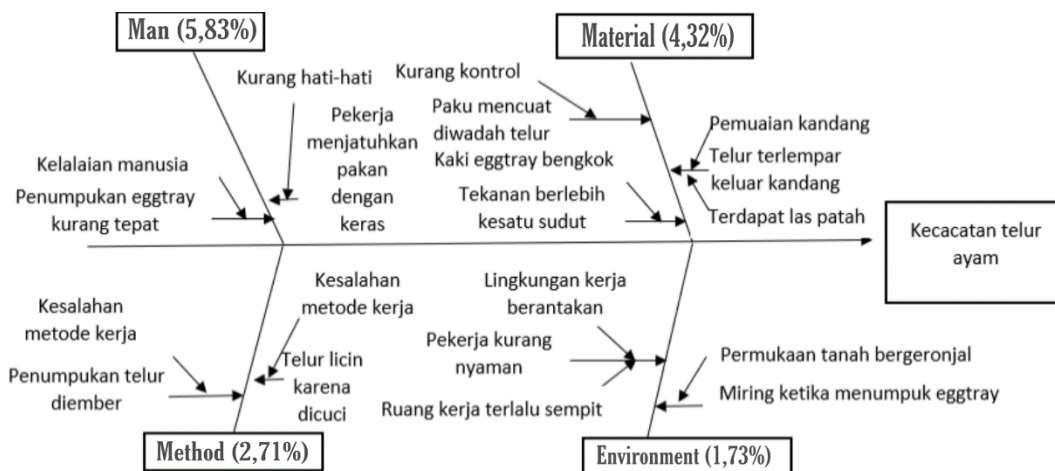 Man (5,83%)
Material (4,32%)
Kurang hati-hati
Pekerja
menjatuhkan
pakan
dengan
keras
Kelalaian manusia
Penumpukan eggtray
kurang tepat
Kurang kontrol
Paku mencuat
diwadah telur
Kaki eggtray bengkok
Tekanan berlebih
kesatu sudut
Pemuaian kandang
Telur terlempar
keluar kandang
Terdapat las patah
Kecacatan telur
ayam
Kesalahan
metode kerja
Penumpukan telur
diember
Kesalahan
metode kerja
Telur licin
karena
dicuci
Lingkungan kerja
berantakan
Pekerja kurang
nyaman
Ruang kerja terlalu sempit
Permukaan tanah bergeronjal
Miring ketika menumpuk eggtray
Method (2,71%)
Environment (1,73%)